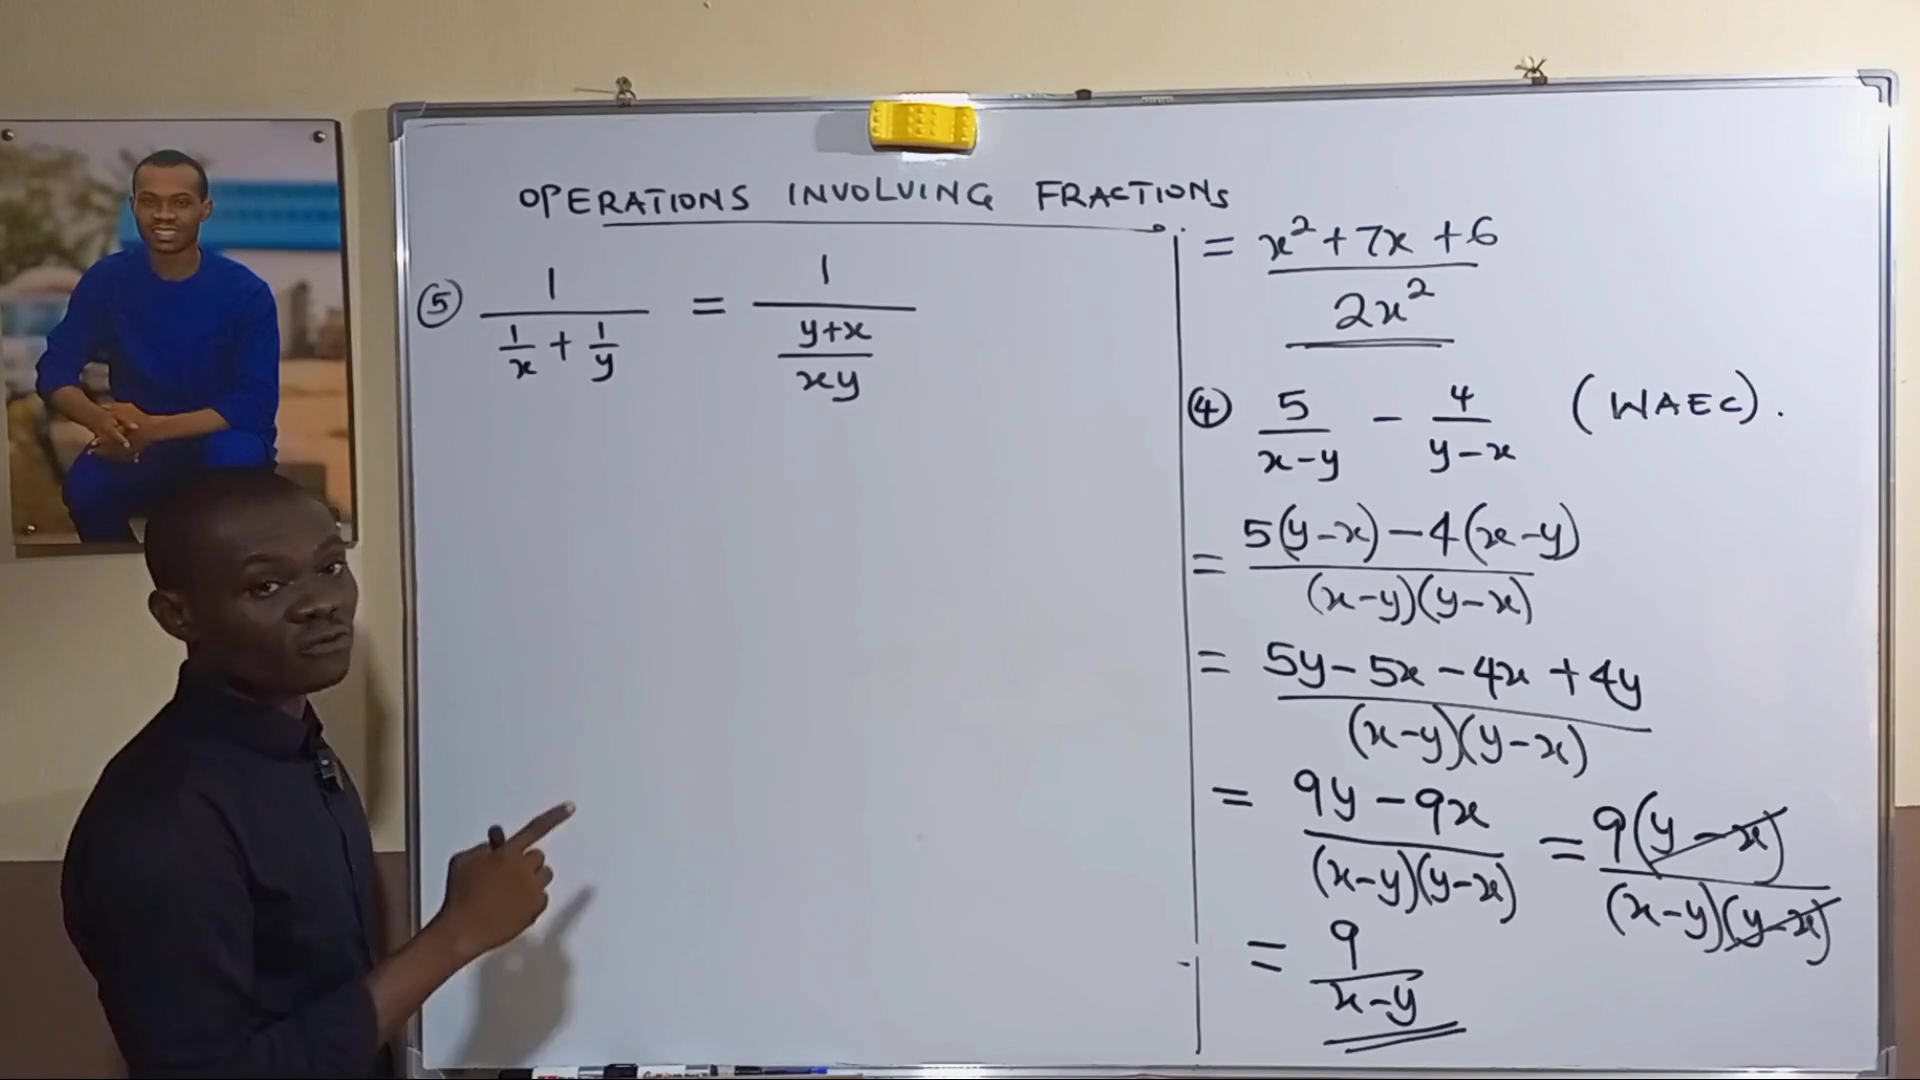 OPERATIONS INVOLVING FRACTIONS
⑤ 1/(1/x + 1/y) = 1/((y+x)/xy)
= (x²+7x+6)/2x²
④ 5/(x-y) - 4/(y-x) (WAEC).
= (5(y-x)-4(x-y))/((x-y)(y-x))
= (5y-5x-4x+4y)/((x-y)(y-x))
= (9y-9x)/((x-y)(y-x)) = 9(y-x)/((x-y)(y-x))
= 9/(x-y)